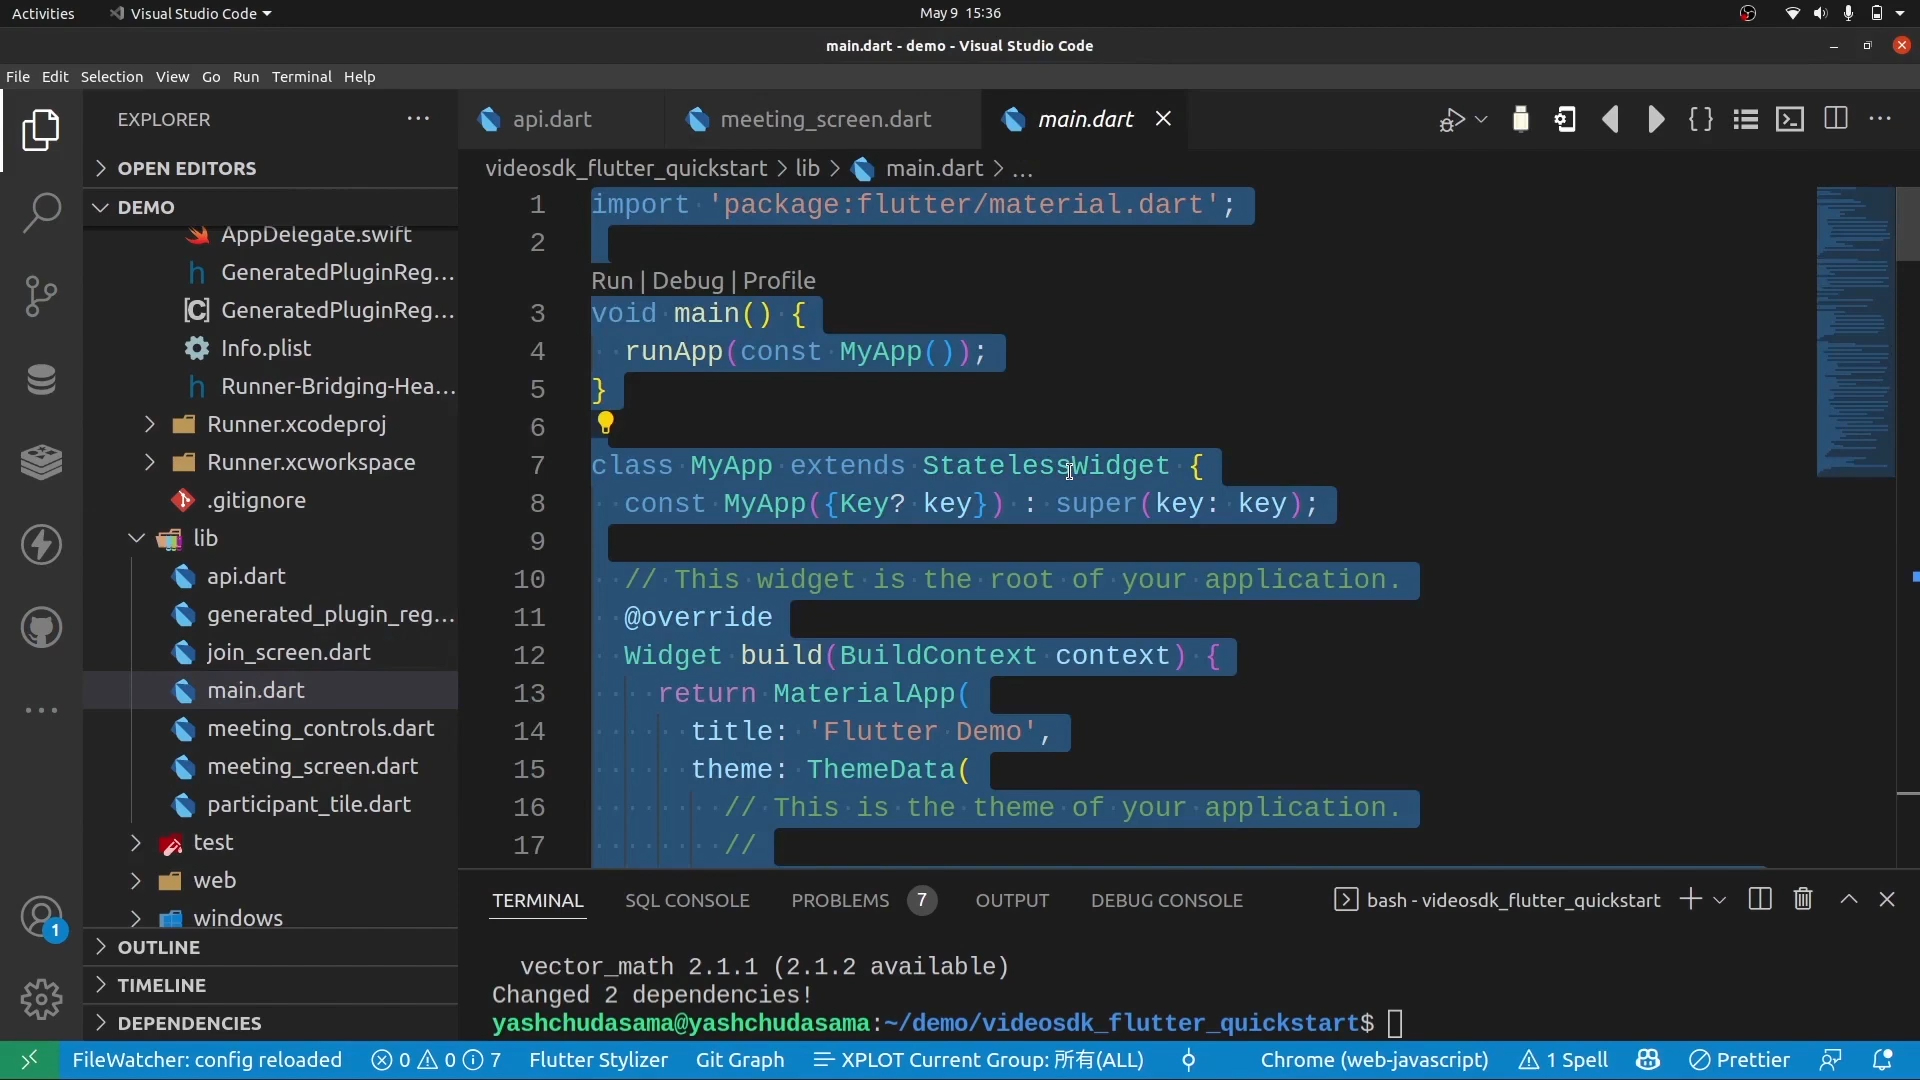 Activities
Visual Studio Code
May 9 15:36
main.dart - demo - Visual Studio Code
File Edit Selection View Go Run Terminal Help
EXPLORER
OPEN EDITORS
DEMO
AppDelegate.swift
h GeneratedPluginReg...
[C] GeneratedPluginReg...
Info.plist
h Runner-Bridging-Hea...
Runner.xcodeproj
Runner.xcworkspace
.gitignore
lib
api.dart
generated_plugin_reg...
join_screen.dart
main.dart
meeting_controls.dart
meeting_screen.dart
participant_tile.dart
test
web
windows
OUTLINE
TIMELINE
DEPENDENCIES
1
api.dart
meeting_screen.dart
main.dart
videosdk_flutter_quickstart > lib > main.dart > ...
1 import 'package:flutter/material.dart';
2
Run | Debug | Profile
3 void main() {
4 runApp(const MyApp());
5 }
6
7 class MyApp extends StatelessWidget {
8 const MyApp({Key? key}) : super(key: key);
9
10 // This widget is the root of your application.
11 @override
12 Widget build(BuildContext context) {
13 return MaterialApp(
14 title: 'Flutter Demo',
15 theme: ThemeData(
16 // This is the theme of your application.
17 //
TERMINAL SQL CONSOLE PROBLEMS 7 OUTPUT DEBUG CONSOLE
bash - videosdk_flutter_quickstart
vector_math 2.1.1 (2.1.2 available)
Changed 2 dependencies!
yashchudasama@yashchudasama:~/demo/videosdk_flutter_quickstart$
FileWatcher: config reloaded 0 0 7 Flutter Stylizer Git Graph XPLOT Current Group: 所有(ALL) Chrome (web-javascript) 1 Spell Prettier